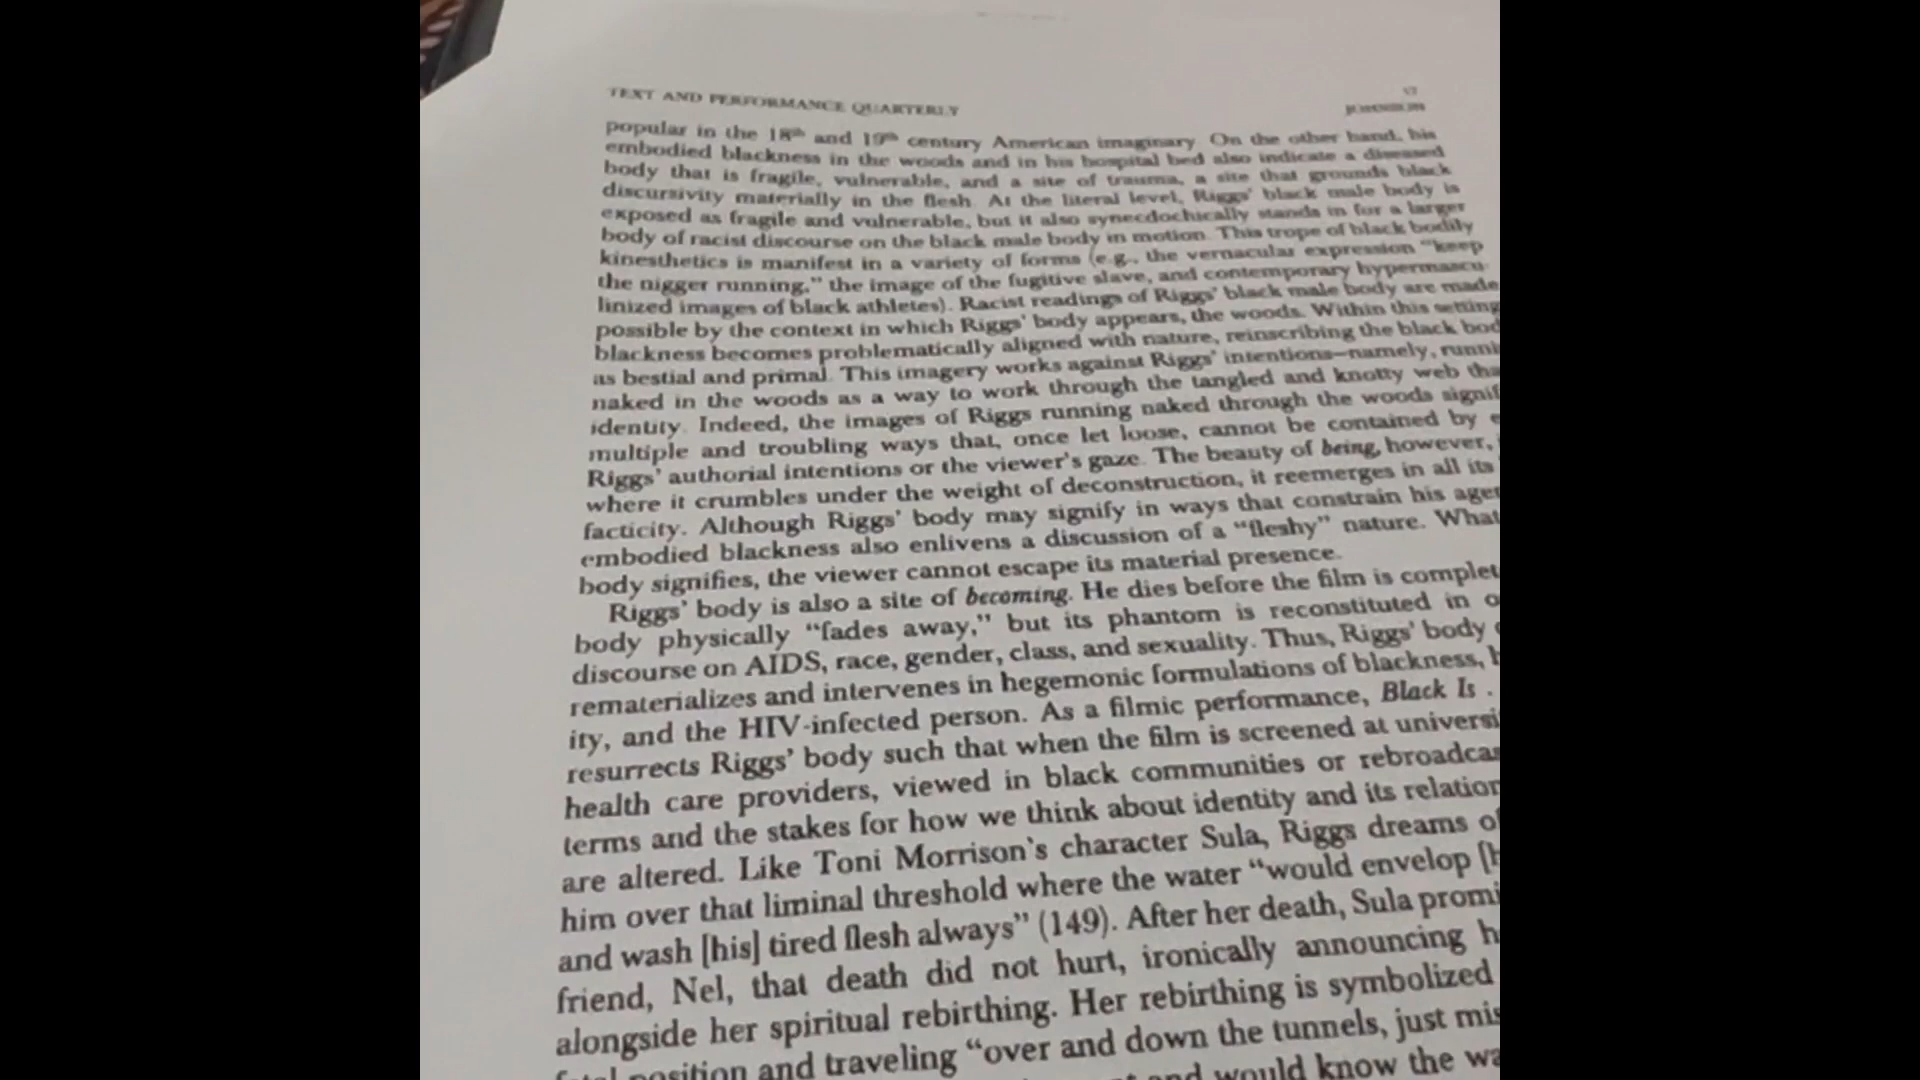 TEXT AND PERFORMANCE QUARTERLY
JOHNSON
popular in the 18th and 19th century American imaginary. On the other hand, his
embodied blackness in the woods and in his hospital bed also indicate a diseased
body that is fragile, vulnerable, and a site of trauma, a site that grounds black
discursivity materially in the flesh. At the literal level, Riggs' black male body is
exposed as fragile and vulnerable, but it also synecdochically stands in for a larger
body of racist discourse on the black male body in motion. This trope of black bodily
kinesthetics is manifest in a variety of forms (e.g., the vernacular expression "keep
the nigger running," the image of the fugitive slave, and contemporary hypermascu-
linized images of black athletes). Racist readings of Riggs' black male body are made
possible by the context in which Riggs' body appears, the woods. Within this setting
blackness becomes problematically aligned with nature, reinscribing the black bod
as bestial and primal. This imagery works against Riggs' intentions—namely, runni
naked in the woods as a way to work through the tangled and knotty web tha
identity. Indeed, the images of Riggs running naked through the woods signif
multiple and troubling ways that, once let loose, cannot be contained by e
Riggs' authorial intentions or the viewer's gaze. The beauty of being, however,
where it crumbles under the weight of deconstruction, it reemerges in all its
facticity. Although Riggs' body may signify in ways that constrain his agen
embodied blackness also enlivens a discussion of a "fleshy" nature. What
body signifies, the viewer cannot escape its material presence.
Riggs' body is also a site of becoming. He dies before the film is complet
body physically "fades away," but its phantom is reconstituted in o
discourse on AIDS, race, gender, class, and sexuality. Thus, Riggs' body
rematerializes and intervenes in hegemonic formulations of blackness, h
ity, and the HIV-infected person. As a filmic performance, Black Is .
resurrects Riggs' body such that when the film is screened at universi
health care providers, viewed in black communities or rebroadcas
terms and the stakes for how we think about identity and its relation
are altered. Like Toni Morrison's character Sula, Riggs dreams of
him over that liminal threshold where the water "would envelop [h
and wash [his] tired flesh always" (149). After her death, Sula promi
friend, Nel, that death did not hurt, ironically announcing h
alongside her spiritual rebirthing. Her rebirthing is symbolized
fetal position and traveling "over and down the tunnels, just mis
and would know the wa